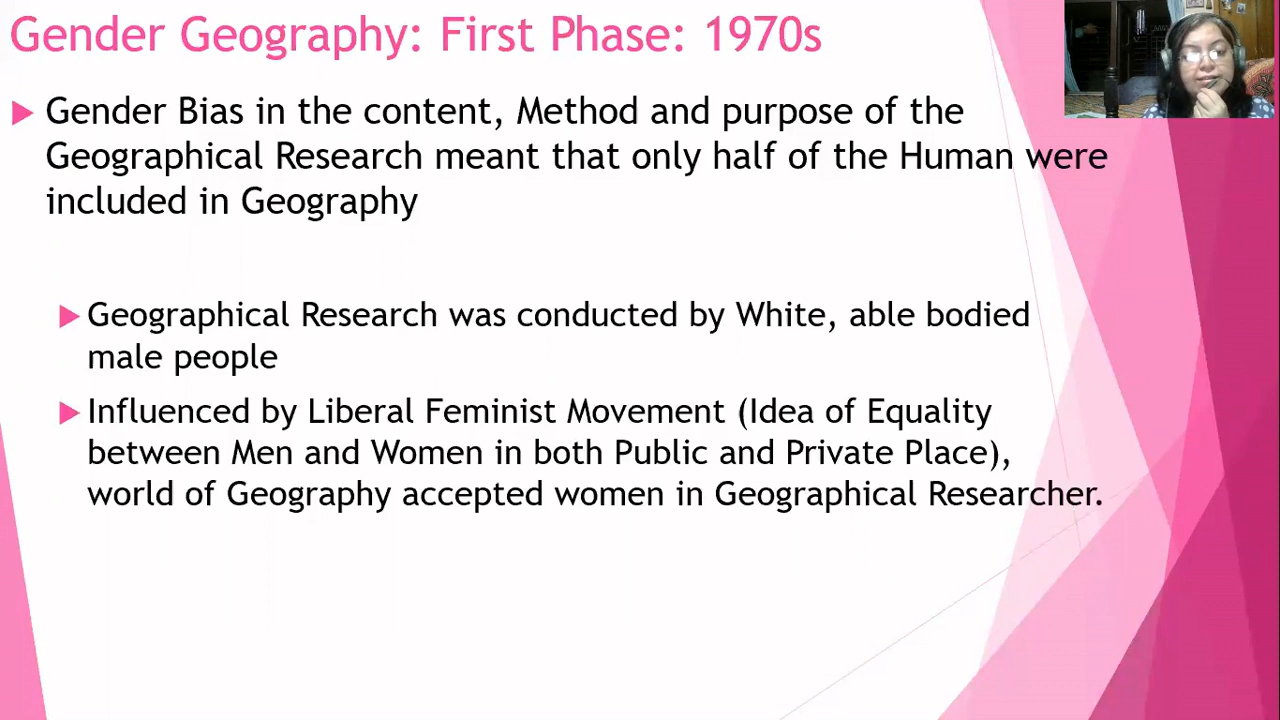 Gender Geography: First Phase: 1970s
Gender Bias in the content, Method and purpose of the
Geographical Research meant that only half of the Human were
included in Geography
Geographical Research was conducted by White, able bodied
male people
Influenced by Liberal Feminist Movement (Idea of Equality
between Men and Women in both Public and Private Place),
world of Geography accepted women in Geographical Researcher.